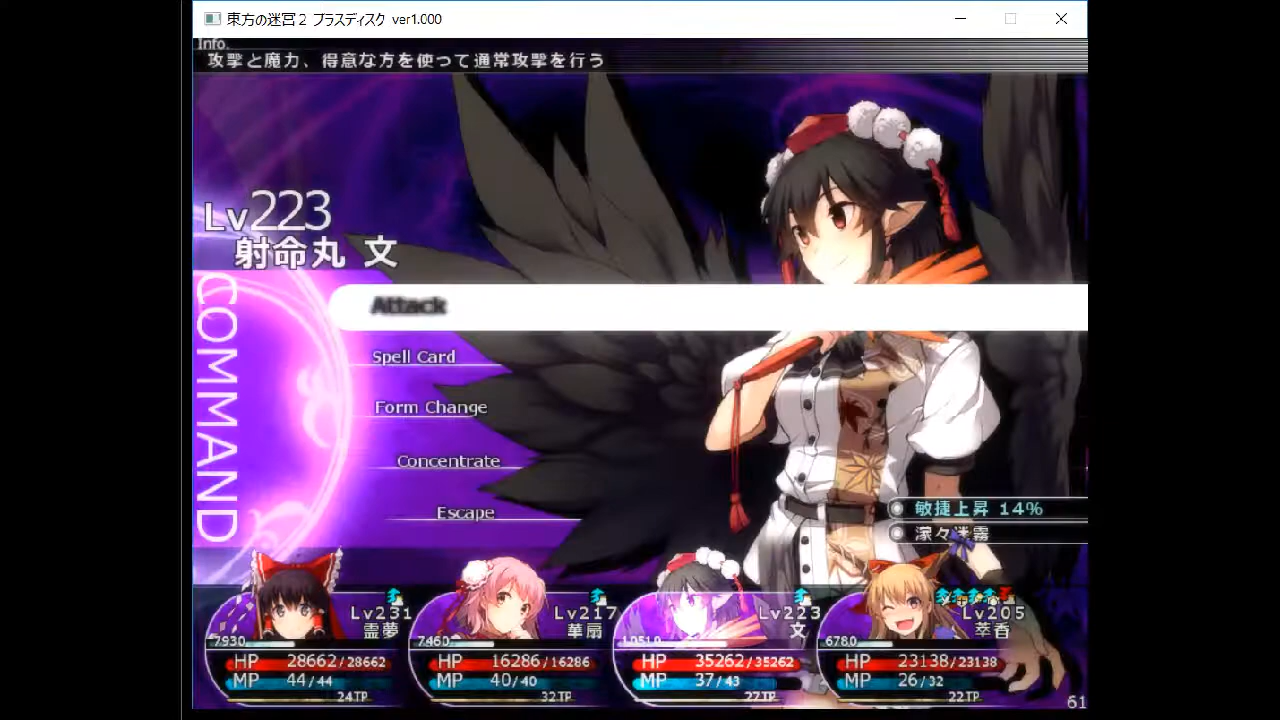 東方の迷宮２ プラスディスク ver1.000
Info.
攻撃と魔力、得意な方を使って通常攻撃を行う
Lv223
射命丸 文
COMMAND
Attack
Spell Card
Form Change
Concentrate
Escape
敏捷上昇 14%
濛々迷霧
Lv231
霊夢
7930
HP 28662/28662
MP 44/44
24TP
Lv217
華扇
7460
HP 16286/16286
MP 40/40
32TP
Lv223
文
10510
HP 35262/35262
MP 37/43
27TP
Lv205
萃香
6780
HP 23138/23138
MP 26/32
22TP
61